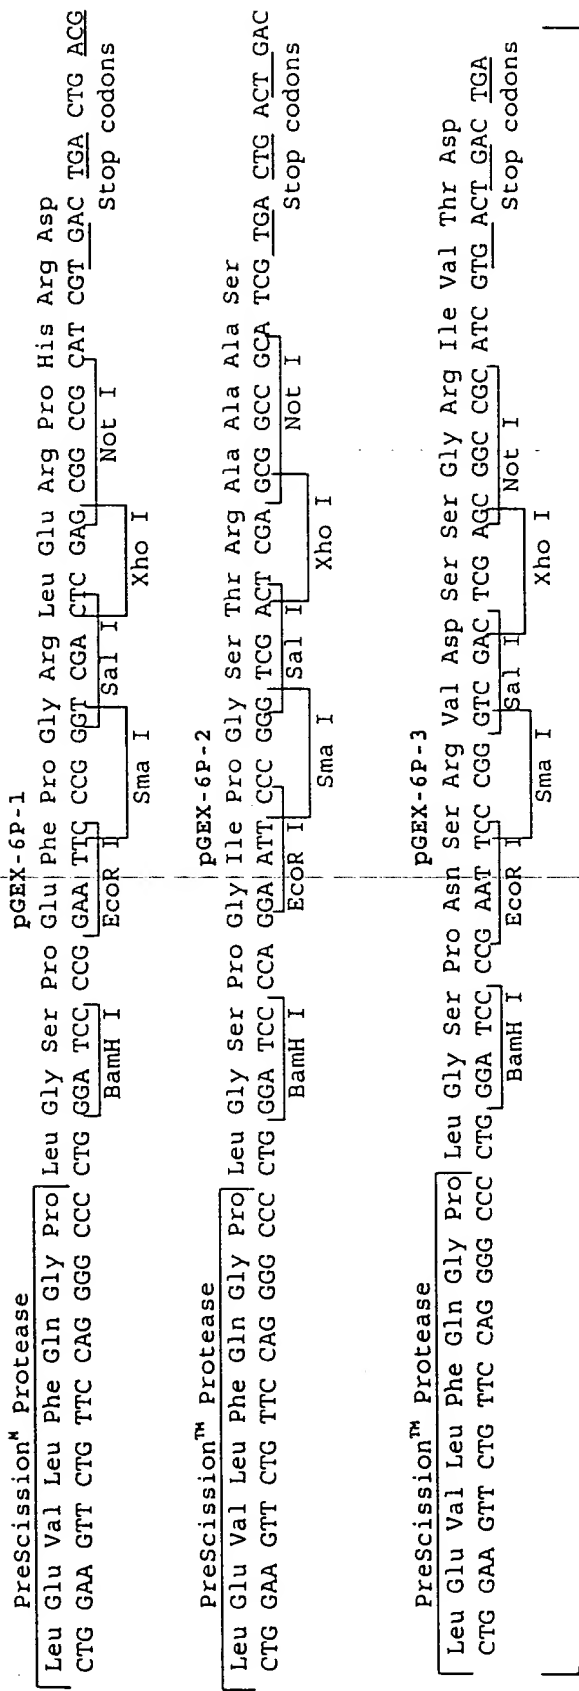 pGEX-6P-1
PreScission™ Protease
Leu Glu Val Leu Phe Gln Gly Pro Leu Gly Ser Pro Glu Phe Pro Gly Arg Leu Glu Arg Pro His Arg Asp
CTG GAA GTT CTG TTC CAG GGG CCC CTG GGA TCC CCG GAA TTC CCG GGT CGA CTC GAG CGG CCG CAT CGT GAC TGA CTG ACG
BamH I EcoR I Sma I Sal I Xho I Not I Stop codons
pGEX-6P-2
PreScission™ Protease
Leu Glu Val Leu Phe Gln Gly Pro Leu Gly Ser Pro Gly Ile Pro Gly Ser Thr Arg Ala Ala Ala Ser
CTG GAA GTT CTG TTC CAG GGG CCC CTG GGA TCC CCA GGA ATT CCC GGG TCG ACT CGA GCG GCC GCA TCG TGA CTG ACT GAC
BamH I EcoR I Sma I Sal I Xho I Not I Stop codons
pGEX-6P-3
PreScission™ Protease
Leu Glu Val Leu Phe Gln Gly Pro Leu Gly Ser Pro Asn Ser Arg Val Asp Ser Ser Gly Arg Ile Val Thr Asp
CTG GAA GTT CTG TTC CAG GGG CCC CTG GGA TCC CCG AAT TCC CGG GTC GAC TCG AGC GGC CGC ATC GTG ACT GAC TGA
BamH I EcoR I Sma I Sal I Xho I Not I Stop codons